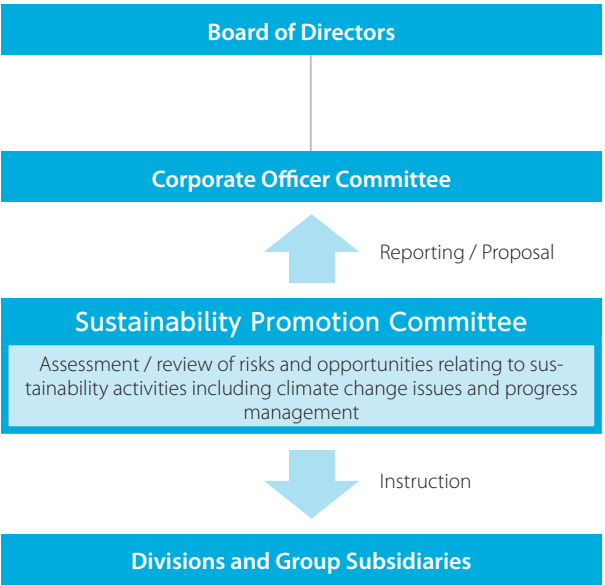 Board of Directors
Corporate Officer Committee
Reporting / Proposal
Sustainability Promotion Committee
Assessment / review of risks and opportunities relating to sus-
tainability activities including climate change issues and progress
management
Instruction
Divisions and Group Subsidiaries